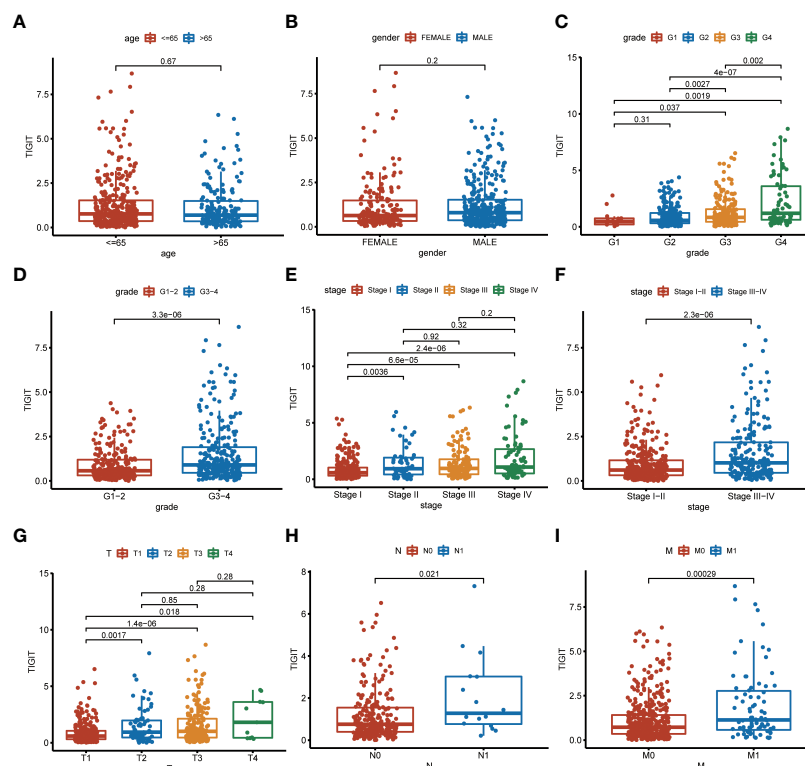 A
age <=65 >65
0.67
7.5
5.0
2.5
0.0
TIGIT
<=65 >65
age
B
gender FEMALE MALE
0.2
7.5
5.0
2.5
0.0
TIGIT
FEMALE MALE
gender
C
grade G1 G2 G3 G4
15
10
5
0
TIGIT
0.002
4e-07
0.0027
0.0019
0.037
0.31
G1 G2 G3 G4
grade
D
grade G1-2 G3-4
3.3e-06
7.5
5.0
2.5
0.0
TIGIT
G1-2 G3-4
grade
E
stage Stage I Stage II Stage III Stage IV
15
10
5
0
TIGIT
0.2
0.32
0.92
2.4e-06
6.6e-05
0.0036
Stage I Stage II Stage III Stage IV
stage
F
stage Stage I-II Stage III-IV
2.3e-06
7.5
5.0
2.5
0.0
TIGIT
Stage I-II Stage III-IV
stage
G
T T1 T2 T3 T4
15
10
5
0
TIGIT
0.28
0.28
0.85
0.018
1.4e-06
0.0017
T1 T2 T3 T4
H
N N0 N1
0.021
8
6
4
2
0
TIGIT
N0 N1
N
I
M M0 M1
0.00029
7.5
5.0
2.5
0.0
TIGIT
M0 M1
M